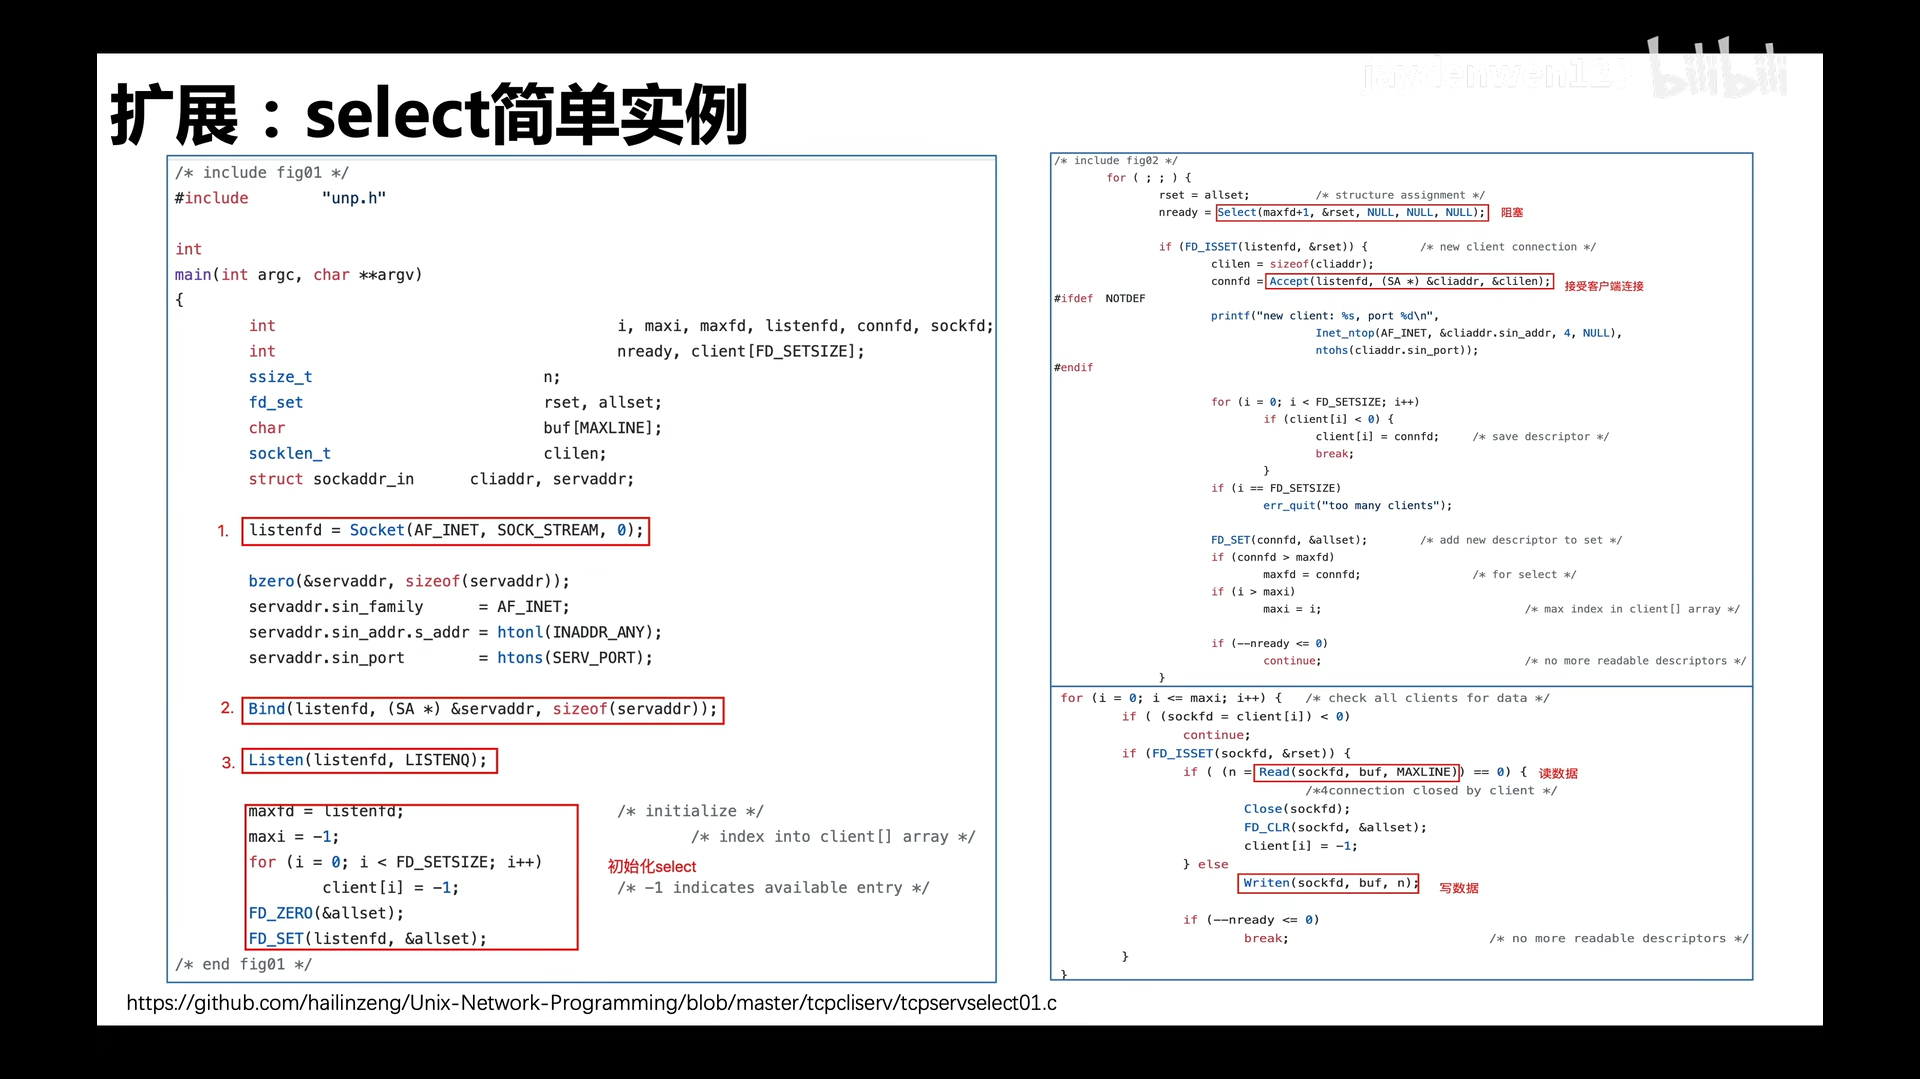 jaydenwen123 bilibili
扩展：select简单实例
/* include fig01 */
#include "unp.h"
int
main(int argc, char **argv)
{
int i, maxi, maxfd, listenfd, connfd, sockfd;
int nready, client[FD_SETSIZE];
ssize_t n;
fd_set rset, allset;
char buf[MAXLINE];
socklen_t clilen;
struct sockaddr_in cliaddr, servaddr;
1. listenfd = Socket(AF_INET, SOCK_STREAM, 0);
bzero(&servaddr, sizeof(servaddr));
servaddr.sin_family = AF_INET;
servaddr.sin_addr.s_addr = htonl(INADDR_ANY);
servaddr.sin_port = htons(SERV_PORT);
2. Bind(listenfd, (SA *) &servaddr, sizeof(servaddr));
3. Listen(listenfd, LISTENQ);
maxfd = listenfd; /* initialize */
maxi = -1; /* index into client[] array */
for (i = 0; i < FD_SETSIZE; i++) 初始化select
client[i] = -1; /* -1 indicates available entry */
FD_ZERO(&allset);
FD_SET(listenfd, &allset);
/* end fig01 */
/* include fig02 */
for ( ; ; ) {
rset = allset; /* structure assignment */
nready = Select(maxfd+1, &rset, NULL, NULL, NULL); 阻塞
if (FD_ISSET(listenfd, &rset)) { /* new client connection */
clilen = sizeof(cliaddr);
connfd = Accept(listenfd, (SA *) &cliaddr, &clilen); 接受客户端连接
#ifdef NOTDEF
printf("new client: %s, port %d\n",
Inet_ntop(AF_INET, &cliaddr.sin_addr, 4, NULL),
ntohs(cliaddr.sin_port));
#endif
for (i = 0; i < FD_SETSIZE; i++)
if (client[i] < 0) {
client[i] = connfd; /* save descriptor */
break;
}
if (i == FD_SETSIZE)
err_quit("too many clients");
FD_SET(connfd, &allset); /* add new descriptor to set */
if (connfd > maxfd)
maxfd = connfd; /* for select */
if (i > maxi)
maxi = i; /* max index in client[] array */
if (--nready <= 0)
continue; /* no more readable descriptors */
}
for (i = 0; i <= maxi; i++) { /* check all clients for data */
if ( (sockfd = client[i]) < 0)
continue;
if (FD_ISSET(sockfd, &rset)) {
if ( (n = Read(sockfd, buf, MAXLINE)) == 0) { 读数据
/*4connection closed by client */
Close(sockfd);
FD_CLR(sockfd, &allset);
client[i] = -1;
} else
Writen(sockfd, buf, n); 写数据
if (--nready <= 0)
break; /* no more readable descriptors */
}
}
https://github.com/hailinzeng/Unix-Network-Programming/blob/master/tcpcliserv/tcpservselect01.c